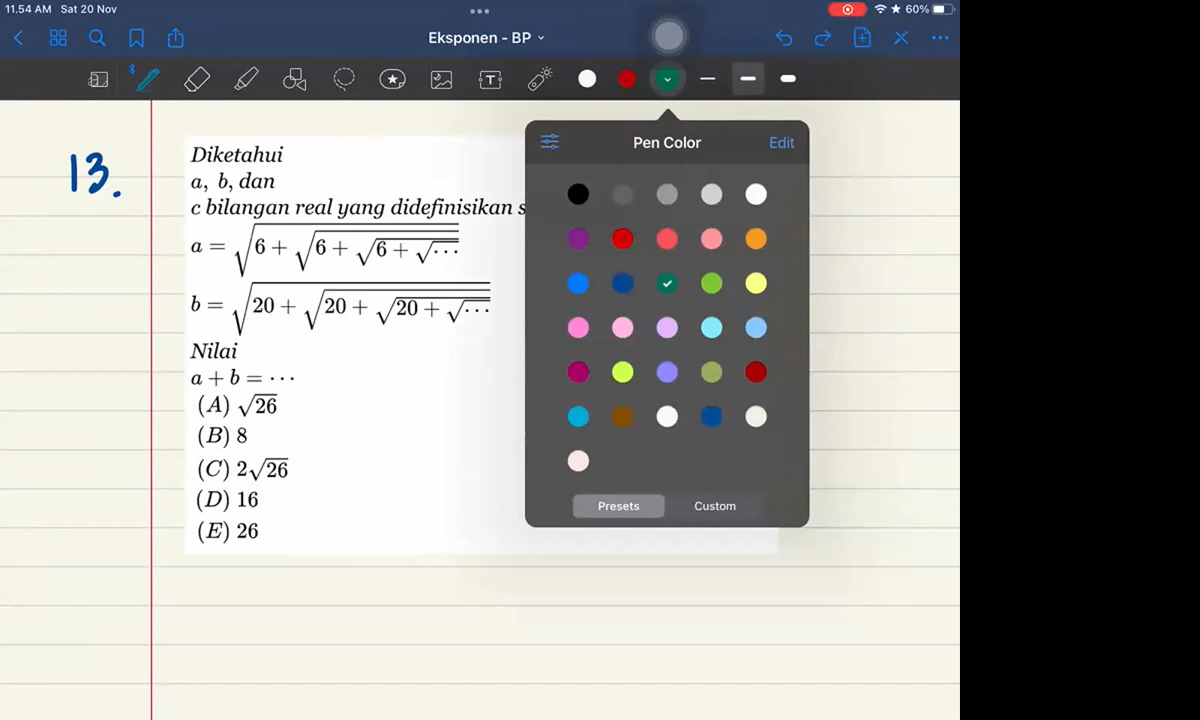 11.54 AM Sat 20 Nov
60%
Eksponen - BP
T
Pen Color
Edit
13.
Diketahui
a, b, dan
c bilangan real yang didefinisikan s
a = √(6 + √(6 + √(6 + √⋯
b = √(20 + √(20 + √(20 + √⋯
Nilai
a + b = ⋯
(A) √26
(B) 8
(C) 2√26
(D) 16
(E) 26
Presets
Custom